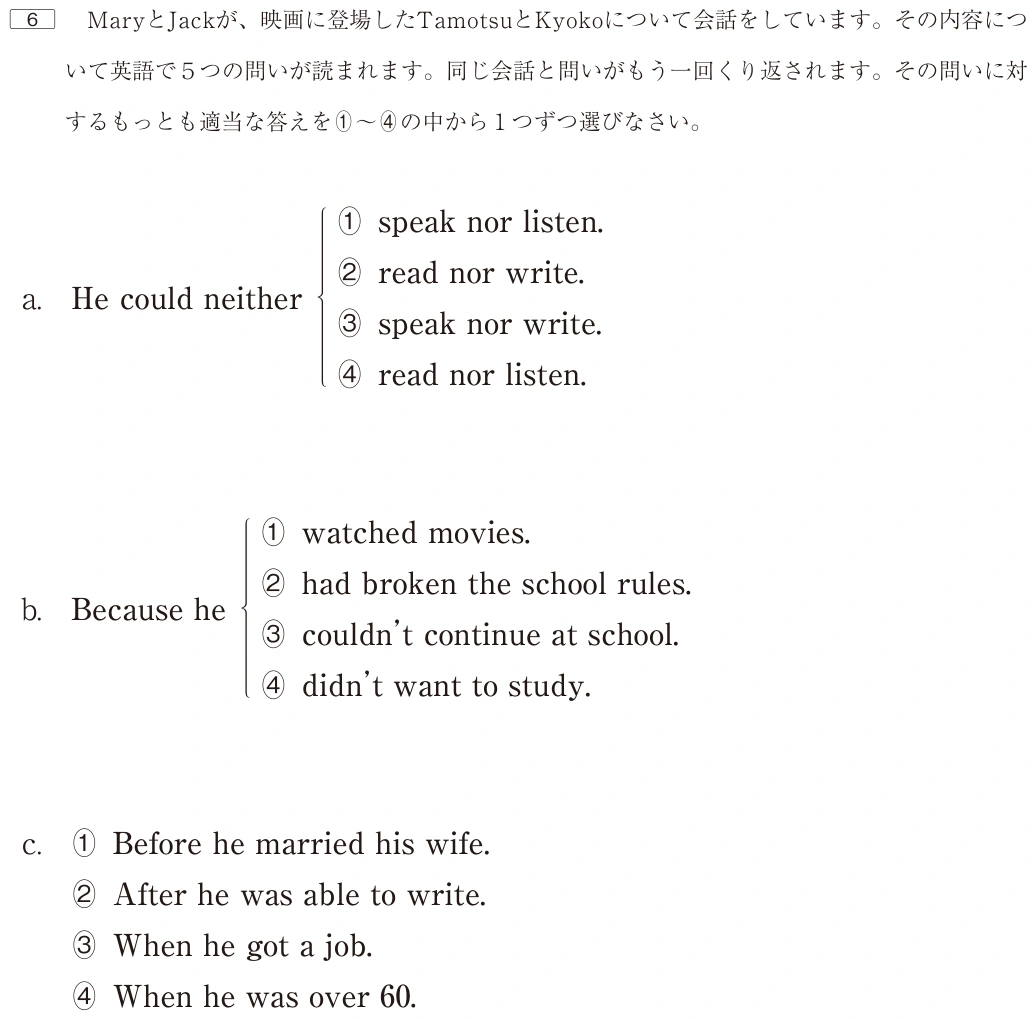 6 MaryとJackが、映画に登場したTamotsuとKyokoについて会話をしています。その内容につ
いて英語で５つの問いが読まれます。同じ会話と問いがもう一回くり返されます。その問いに対
するもっとも適当な答えを①～④の中から１つずつ選びなさい。
a. He could neither
① speak nor listen.
② read nor write.
③ speak nor write.
④ read nor listen.
b. Because he
① watched movies.
② had broken the school rules.
③ couldn’t continue at school.
④ didn’t want to study.
c. ① Before he married his wife.
② After he was able to write.
③ When he got a job.
④ When he was over 60.